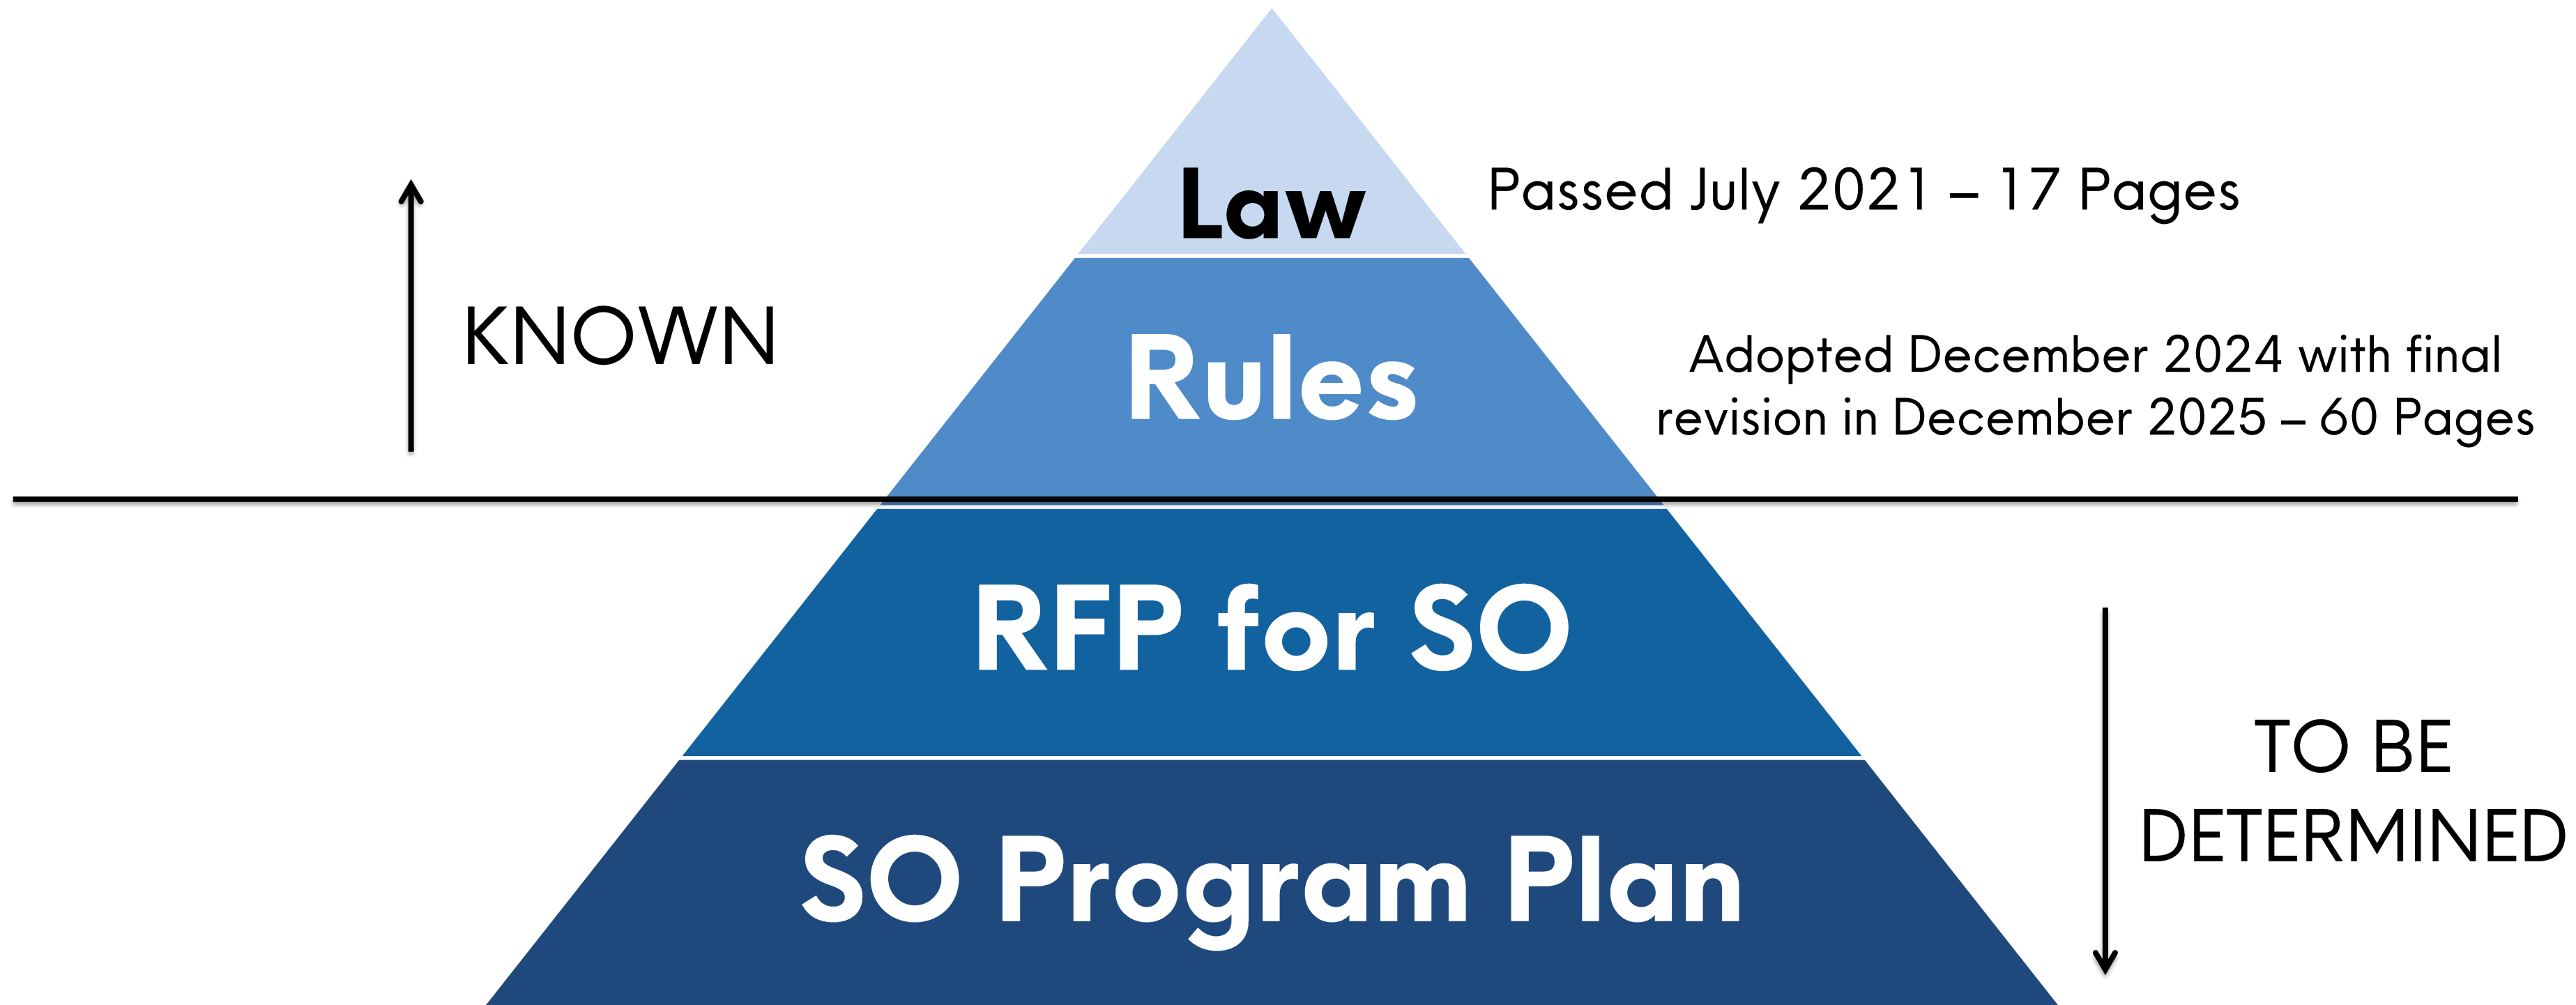 Law
Passed July 2021 – 17 Pages
KNOWN
Rules
Adopted December 2024 with final
revision in December 2025 – 60 Pages
RFP for SO
TO BE
DETERMINED
SO Program Plan